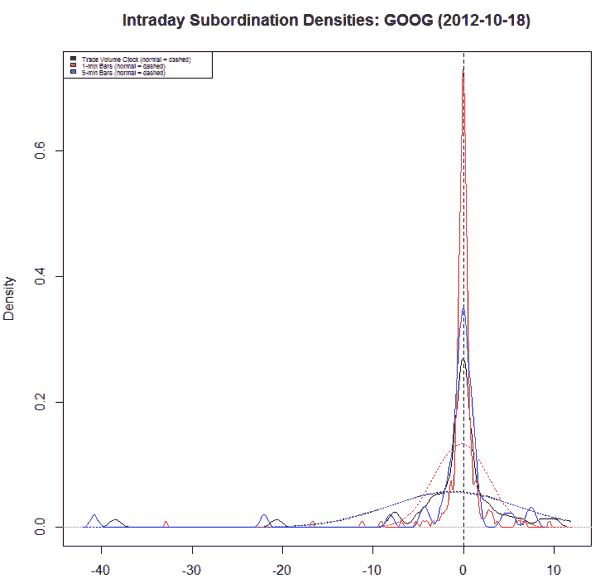 Intraday Subordination Densities: GOOG (2012-10-18)
Trade Volume Clock (normal = dashed)
1-min Bars (normal = dashed)
5-min Bars (normal = dashed)
Density
0.6
0.4
0.2
0.0
-40 -30 -20 -10 0 10